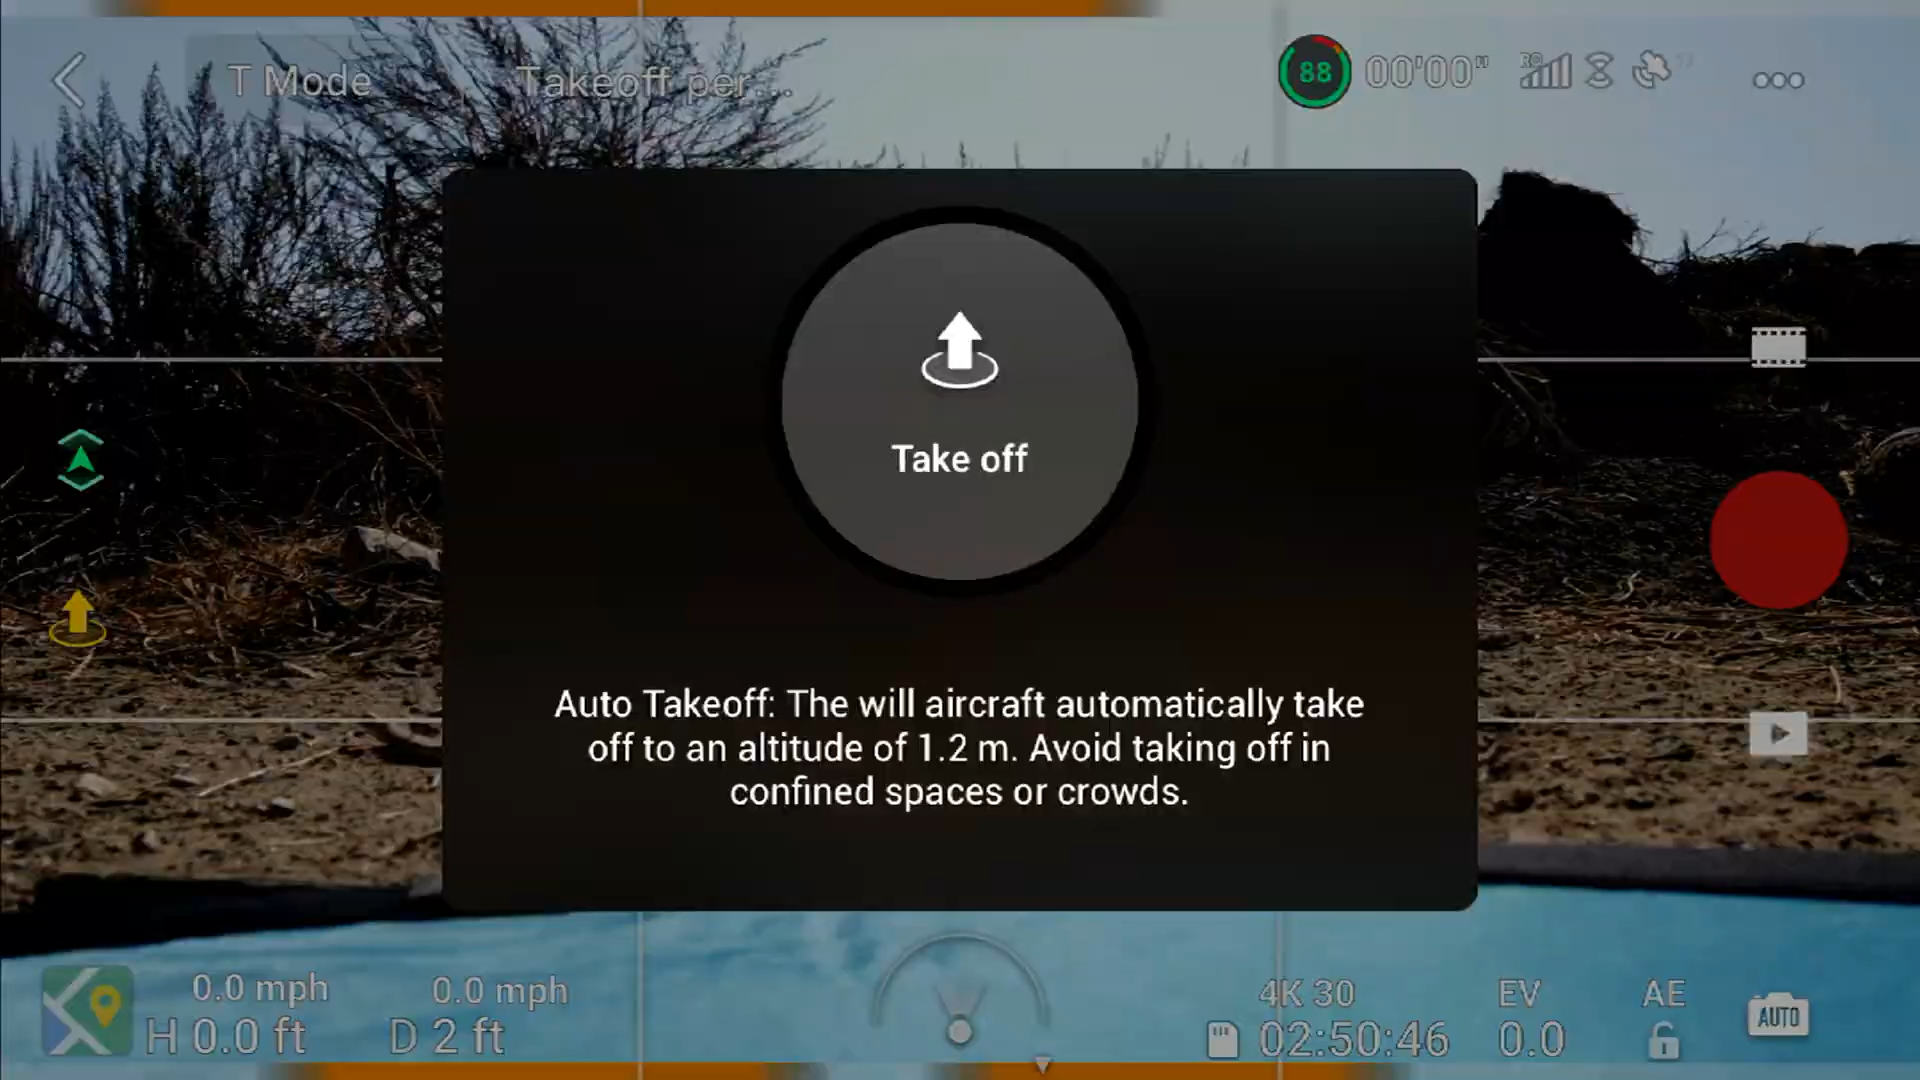 T Mode
Takeoff per...
88
00'00"
RC
Take off
Auto Takeoff: The will aircraft automatically take
off to an altitude of 1.2 m. Avoid taking off in
confined spaces or crowds.
0.0 mph
0.0 mph
H 0.0 ft
D 2 ft
4K 30
02:50:46
EV
0.0
AE
AUTO